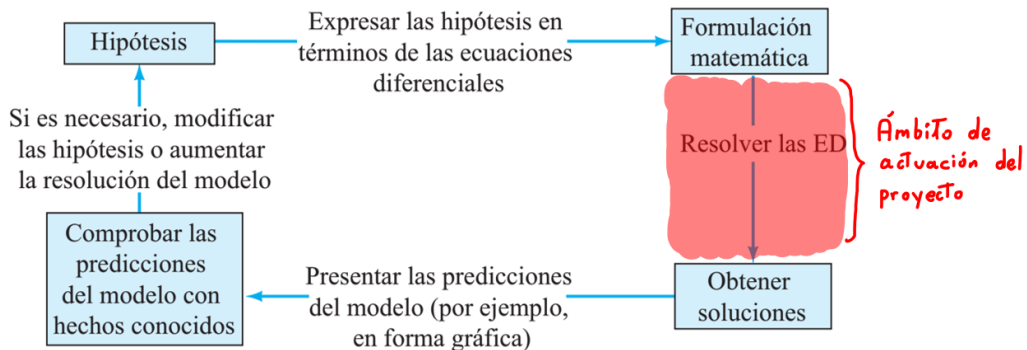 Hipótesis
Expresar las hipótesis en
términos de las ecuaciones
diferenciales
Formulación
matemática
Resolver las ED
Ámbito de
actuación del
proyecto
Obtener
soluciones
Presentar las predicciones
del modelo (por ejemplo,
en forma gráfica)
Comprobar las
predicciones
del modelo con
hechos conocidos
Si es necesario, modificar
las hipótesis o aumentar
la resolución del modelo